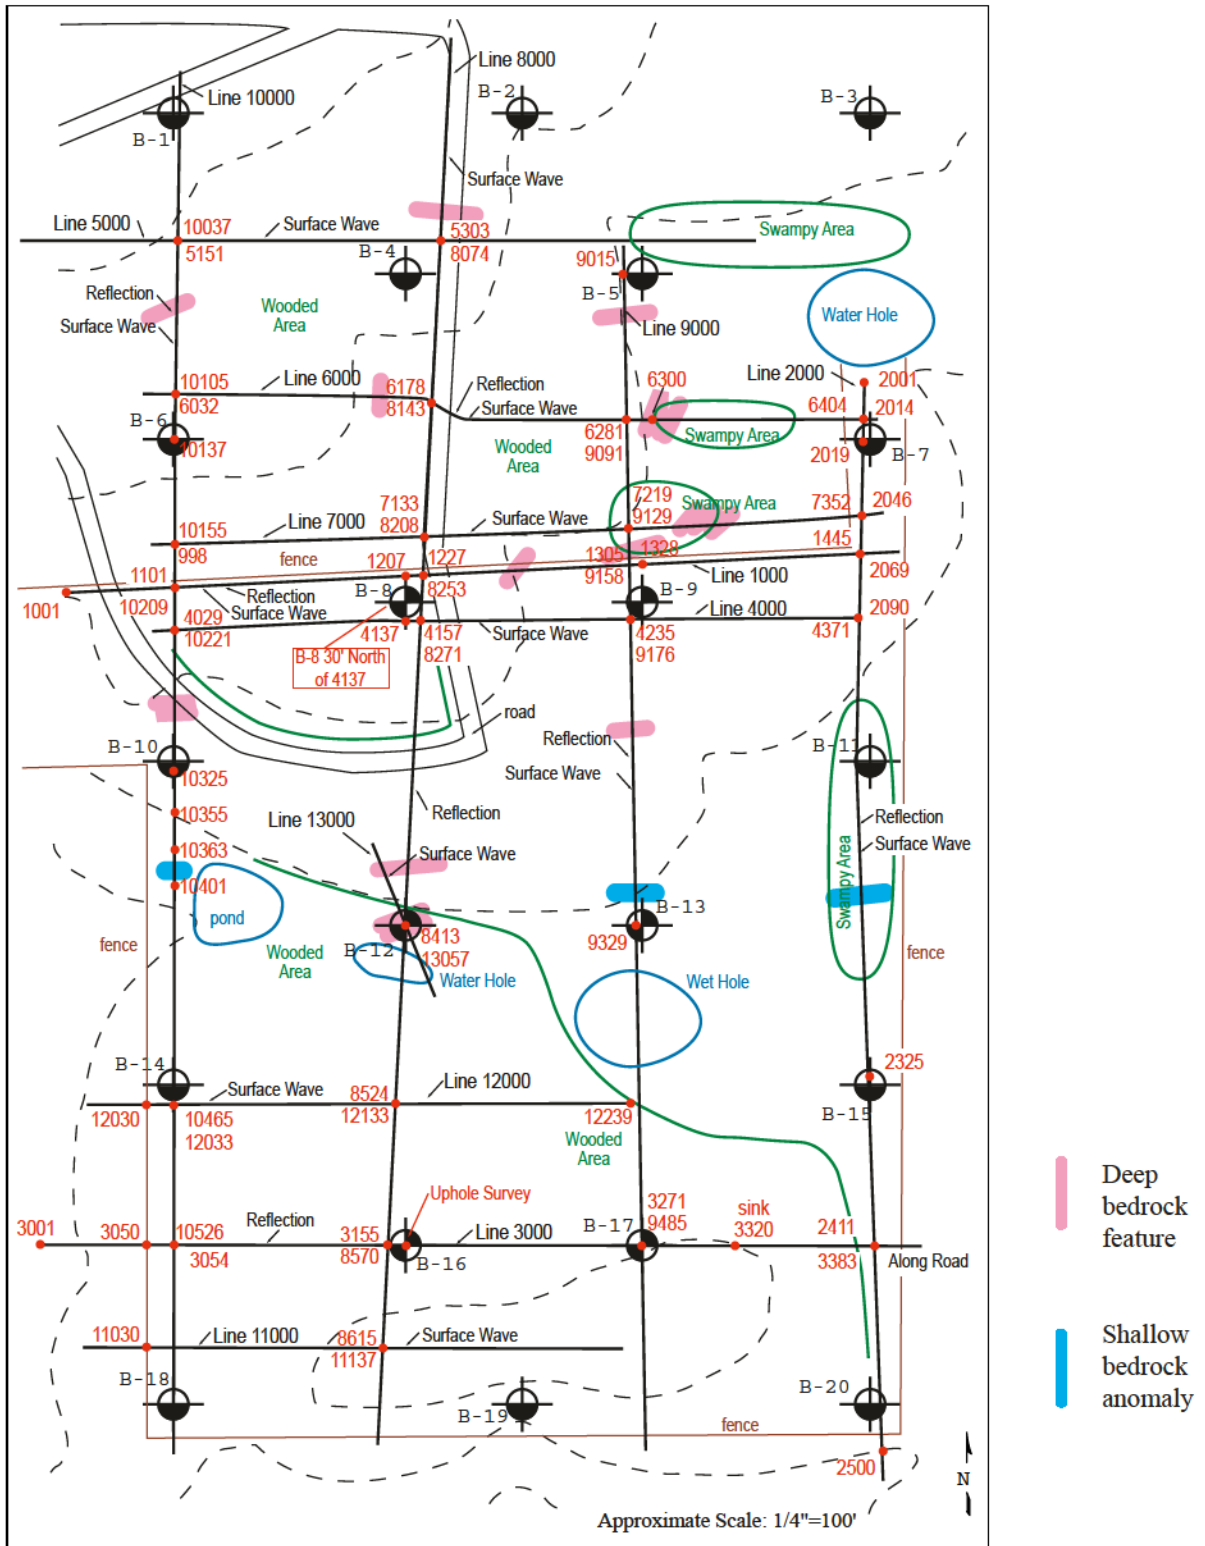 Line 8000
Line 10000
B-2
B-3
B-1
Surface Wave
Line 5000
10037
Surface Wave
5303
Swampy Area
5151
B-4
8074
9015
Reflection
B-5
Surface Wave
Wooded
Area
Line 9000
Water Hole
10105
Line 6000
6178
Reflection
6300
Line 2000
2001
6032
8143
Surface Wave
6404
2014
B-6
6281
Swampy Area
10137
Wooded
Area
9091
2019
B-7
7133
7219
Swampy Area
7352
2046
10155
Line 7000
8208
Surface Wave
9129
998
fence
1207
1227
1305
1328
1445
1101
9158
Line 1000
2069
1001
10209
Reflection
Surface Wave
B-8
8253
B-9
4029
Line 4000
2090
10221
4137
4157
Surface Wave
4235
4371
B-8 30' North
of 4137
8271
9176
road
B-10
Reflection
B-11
10325
Surface Wave
10355
Line 13000
Reflection
Reflection
10363
Surface Wave
Surface Wave
10401
Swampy Area
pond
B-13
fence
Wooded
Area
B-12
8413
13057
9329
fence
Water Hole
Wet Hole
B-14
2325
Surface Wave
8524
Line 12000
12030
10465
12133
12239
B-15
12033
Wooded
Area
Deep
bedrock
feature
Uphole Survey
3271
sink
3001
3050
10526
Reflection
3155
Line 3000
B-17
9485
3320
2411
3054
8570
B-16
3383
Along Road
11030
Line 11000
8615
Surface Wave
11137
Shallow
bedrock
anomaly
B-18
B-20
B-19
fence
2500
N
Approximate Scale: 1/4"=100'